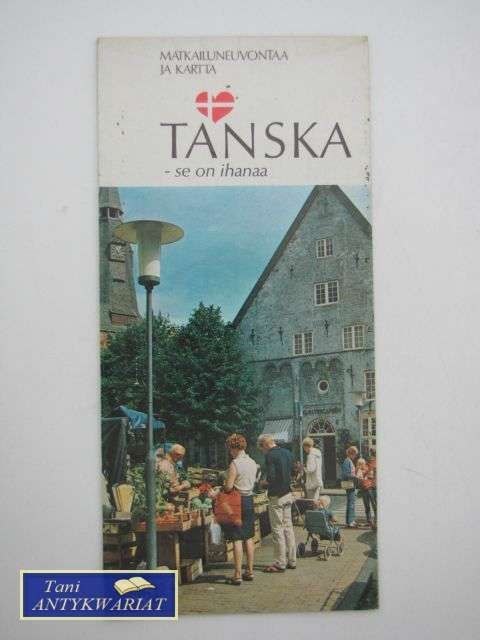 MATKAILUNEUVONTAA
JA KARTTA
TANSKA
- se on ihanaa
Tani
ANTYKWARIAT